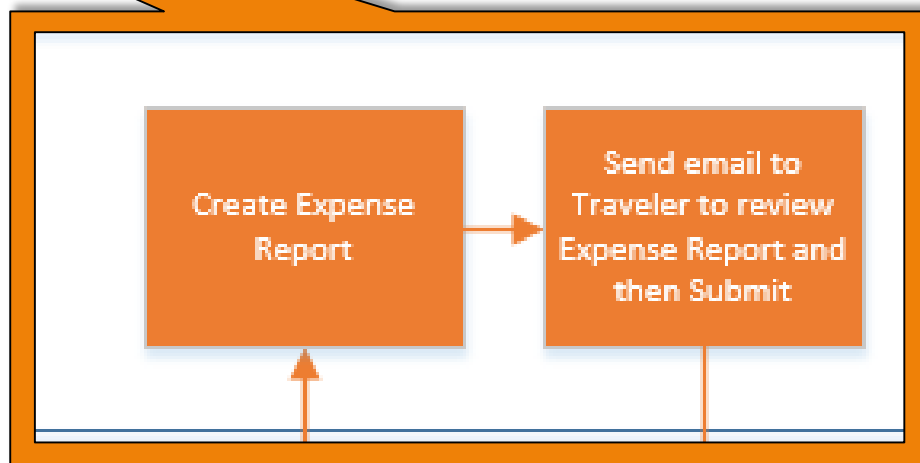 Create Expense
Report
Send email to
Traveler to review
Expense Report and
then Submit